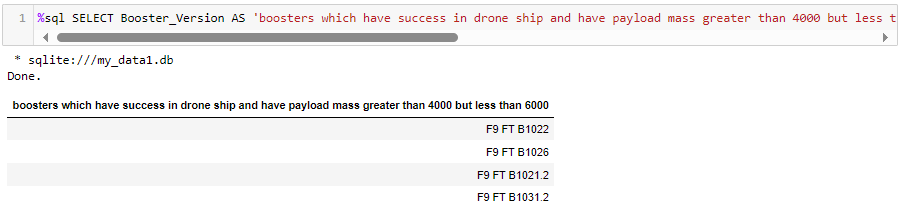 1 %sql SELECT Booster_Version AS 'boosters which have success in drone ship and have payload mass greater than 4000 but less t
* sqlite:///my_data1.db
Done.
boosters which have success in drone ship and have payload mass greater than 4000 but less than 6000
F9 FT B1022
F9 FT B1026
F9 FT B1021.2
F9 FT B1031.2